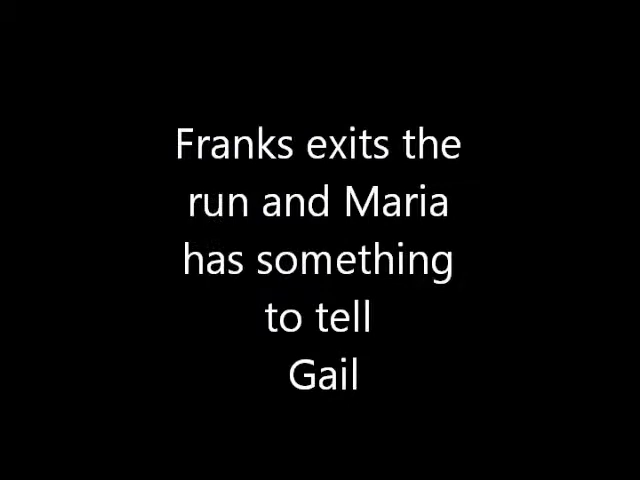 Franks exits the
run and Maria
has something
to tell
Gail